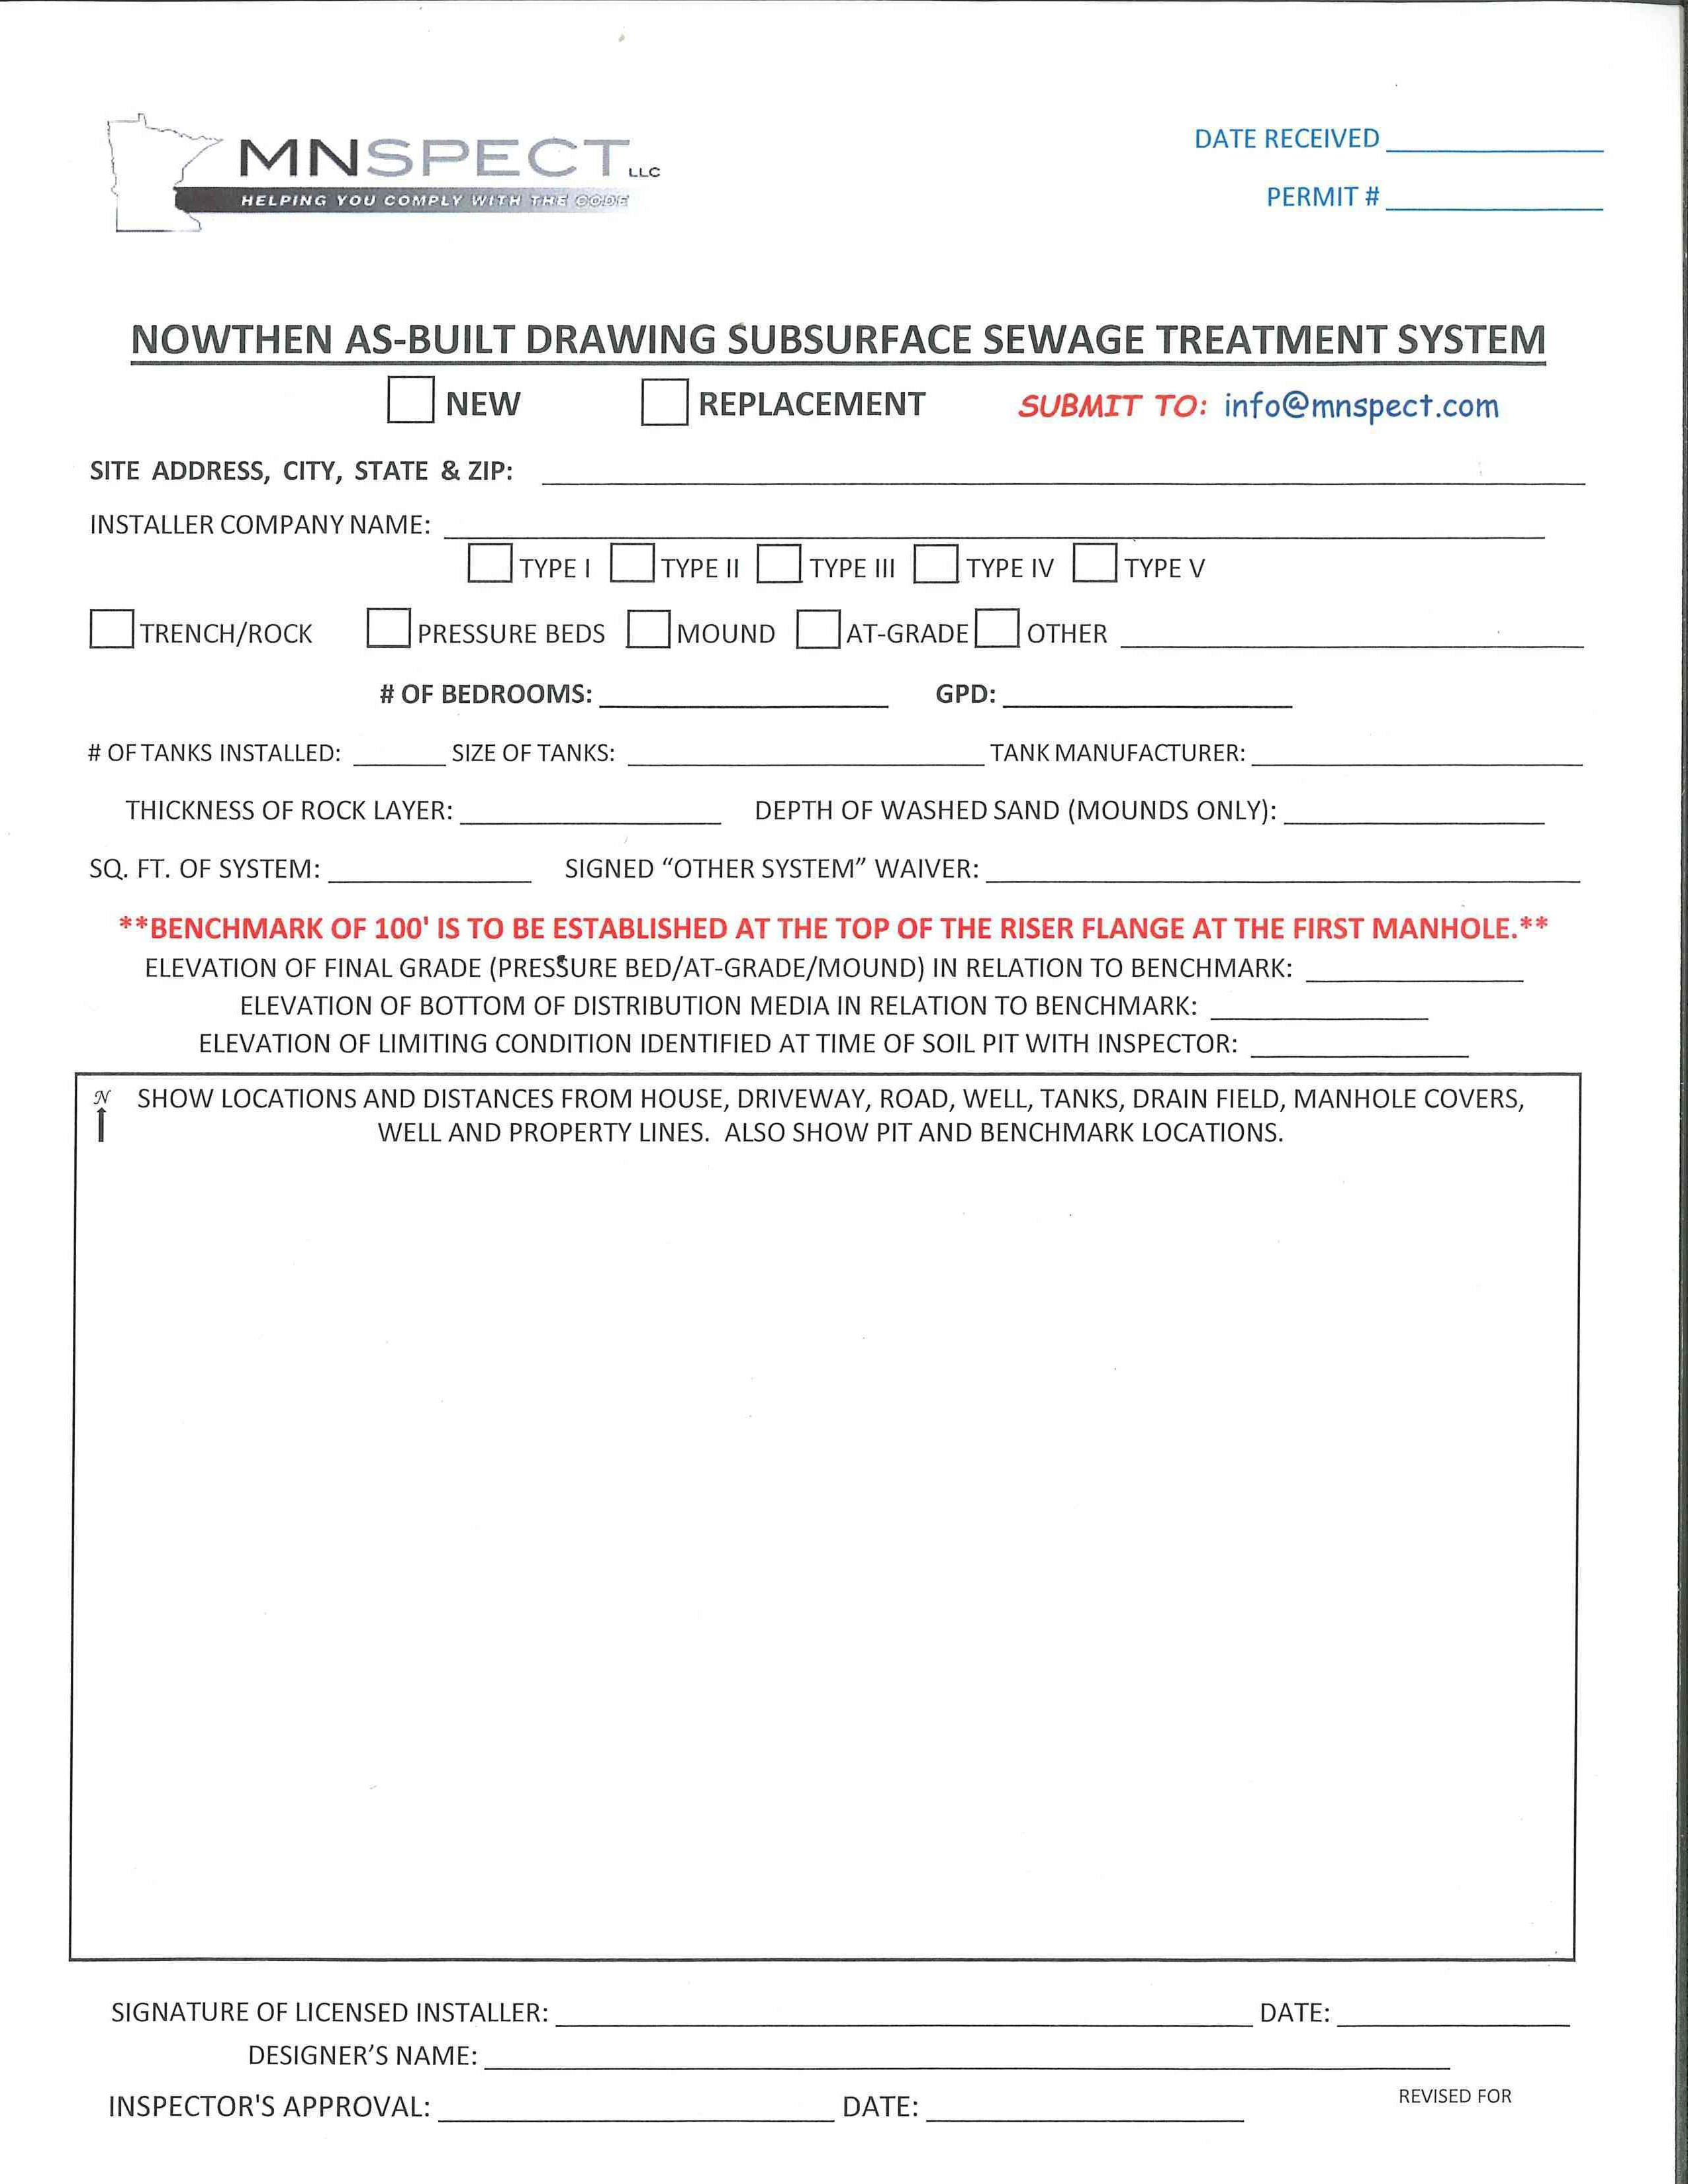 MNSPECT LLC
HELPING YOU COMPLY WITH THE CODE
DATE RECEIVED
PERMIT #
NOWTHEN AS-BUILT DRAWING SUBSURFACE SEWAGE TREATMENT SYSTEM
NEW REPLACEMENT SUBMIT TO: info@mnspect.com
SITE ADDRESS, CITY, STATE & ZIP:
INSTALLER COMPANY NAME:
TYPE I TYPE II TYPE III TYPE IV TYPE V
TRENCH/ROCK PRESSURE BEDS MOUND AT-GRADE OTHER
# OF BEDROOMS: GPD:
# OF TANKS INSTALLED: SIZE OF TANKS: TANK MANUFACTURER:
THICKNESS OF ROCK LAYER: DEPTH OF WASHED SAND (MOUNDS ONLY):
SQ. FT. OF SYSTEM: SIGNED “OTHER SYSTEM” WAIVER:
**BENCHMARK OF 100' IS TO BE ESTABLISHED AT THE TOP OF THE RISER FLANGE AT THE FIRST MANHOLE.**
ELEVATION OF FINAL GRADE (PRESSURE BED/AT-GRADE/MOUND) IN RELATION TO BENCHMARK:
ELEVATION OF BOTTOM OF DISTRIBUTION MEDIA IN RELATION TO BENCHMARK:
ELEVATION OF LIMITING CONDITION IDENTIFIED AT TIME OF SOIL PIT WITH INSPECTOR:
N SHOW LOCATIONS AND DISTANCES FROM HOUSE, DRIVEWAY, ROAD, WELL, TANKS, DRAIN FIELD, MANHOLE COVERS,
WELL AND PROPERTY LINES. ALSO SHOW PIT AND BENCHMARK LOCATIONS.
SIGNATURE OF LICENSED INSTALLER: DATE:
DESIGNER’S NAME:
INSPECTOR'S APPROVAL: DATE: REVISED FOR